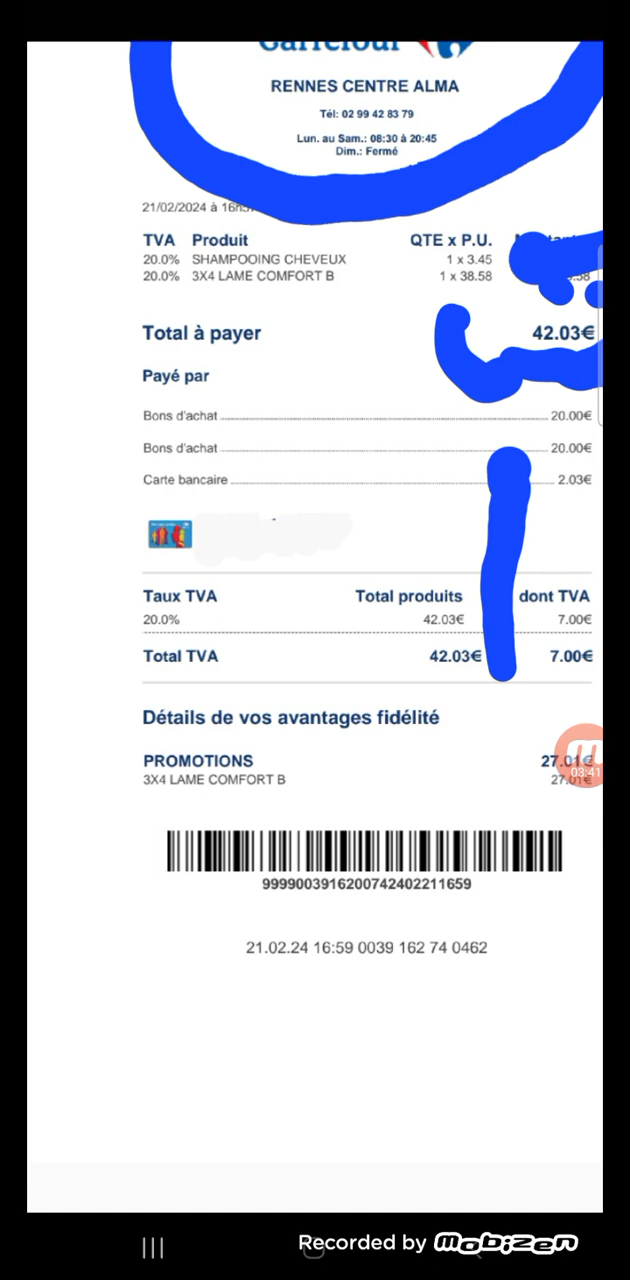 Carrefour
RENNES CENTRE ALMA
Tél: 02 99 42 83 79
Lun. au Sam.: 08:30 à 20:45
Dim.: Fermé
21/02/2024 à
TVA Produit QTE x P.U.
20.0% SHAMPOOING CHEVEUX 1 x 3.45
20.0% 3X4 LAME COMFORT B 1 x 38.58
Total à payer 42.03€
Payé par
Bons d'achat 20.00€
Bons d'achat 20.00€
Carte bancaire 2.03€
Taux TVA Total produits dont TVA
20.0% 42.03€ 7.00€
Total TVA 42.03€ 7.00€
Détails de vos avantages fidélité
PROMOTIONS 27.01€
03:41
3X4 LAME COMFORT B 27.01€
9999003916200742402211659
21.02.24 16:59 0039 162 74 0462
Recorded by Mobizen